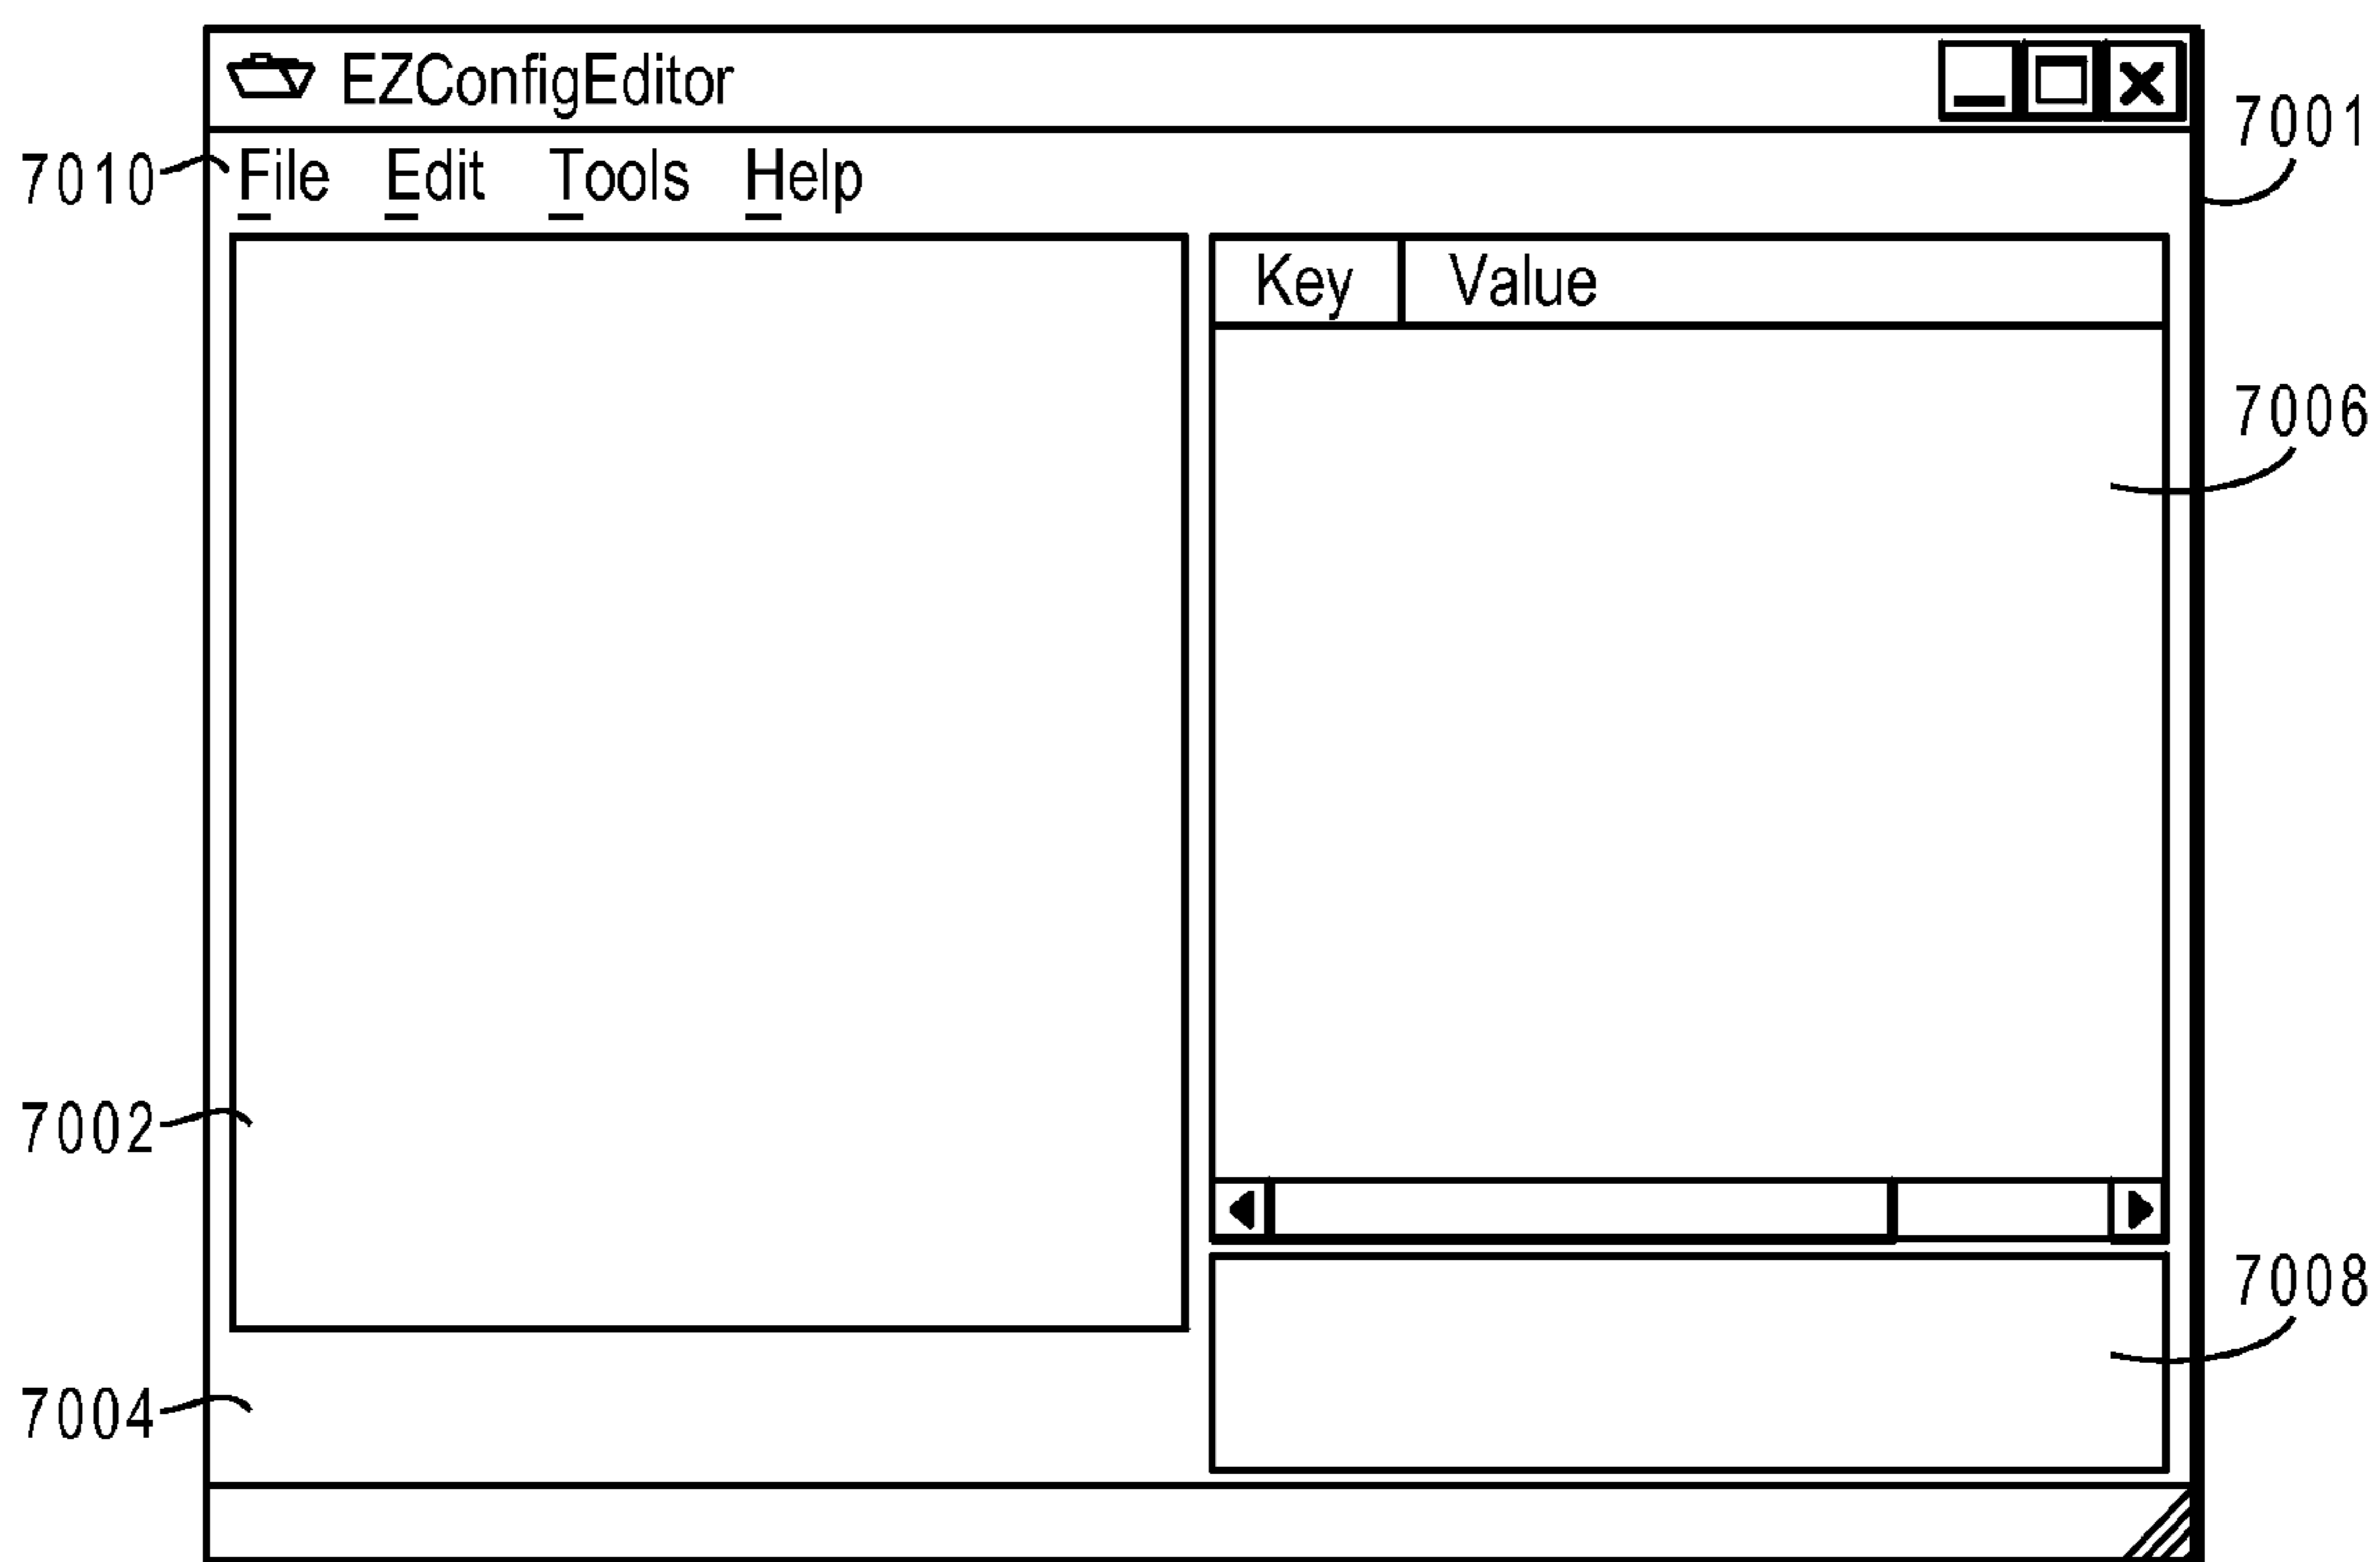 EZConfigEditor
7001
7010
File Edit Tools Help
Key Value
7006
7002
7008
7004